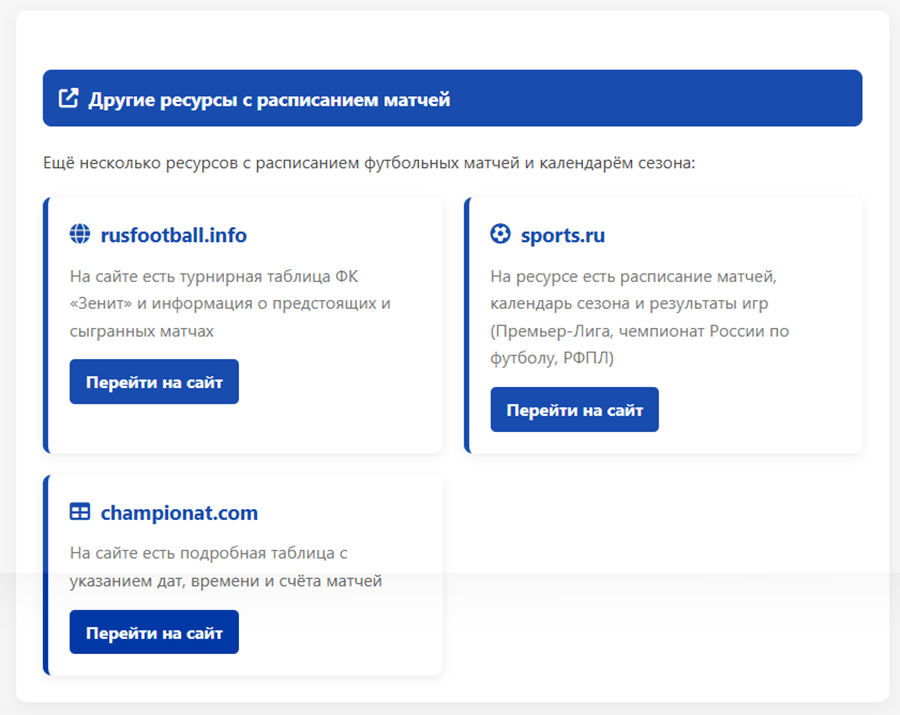 Другие ресурсы с расписанием матчей
Ещё несколько ресурсов с расписанием футбольных матчей и календарём сезона:
rusfootball.info
На сайте есть турнирная таблица ФК
«Зенит» и информация о предстоящих и
сыгранных матчах
Перейти на сайт
sports.ru
На ресурсе есть расписание матчей,
календарь сезона и результаты игр
(Премьер-Лига, чемпионат России по
футболу, РФПЛ)
Перейти на сайт
championat.com
На сайте есть подробная таблица с
указанием дат, времени и счёта матчей
Перейти на сайт